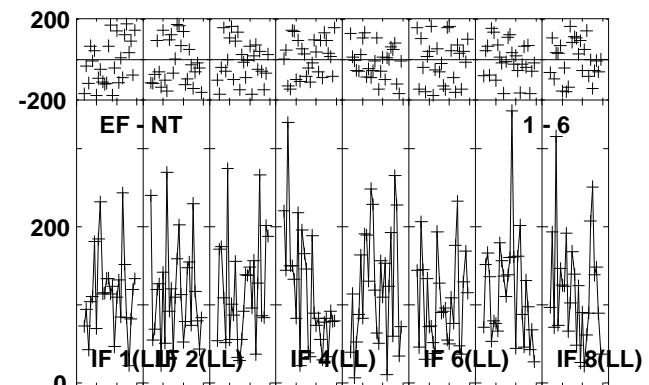 200
-200
EF - NT 1 - 6
200
IF 1(LL) IF 2(LL) IF 4(LL) IF 6(LL) IF 8(LL)
0